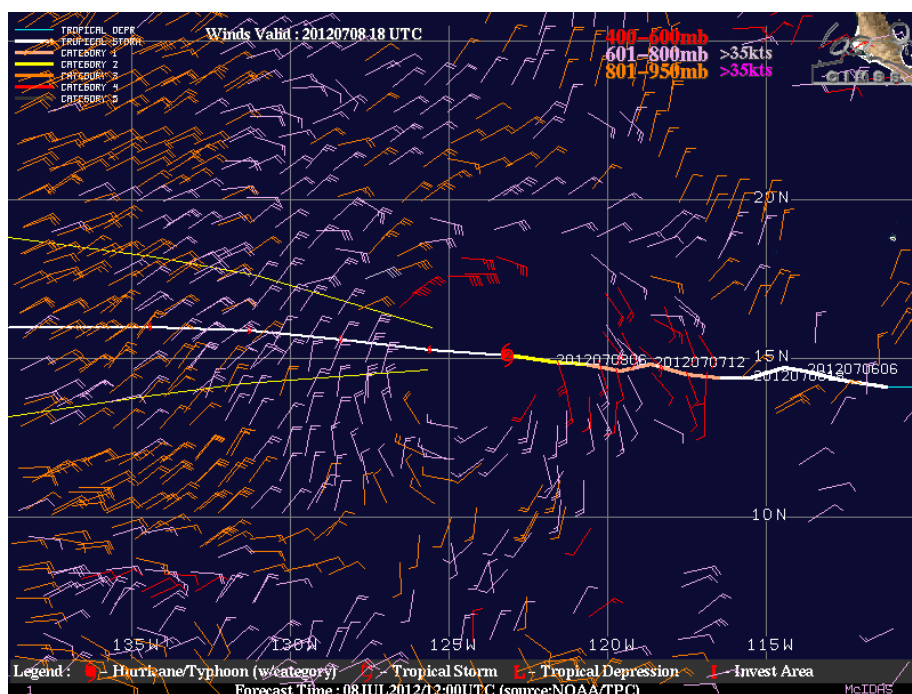 TROPICAL DEPR
TROPICAL STORM
CATEGORY 1
CATEGORY 2
CATEGORY 3
CATEGORY 4
CATEGORY 5
Winds Valid : 20120708-18 UTC
400-600mb
601-800mb >35kts
801-950mb >35kts
CIMSS
20N
15N
2012070806 2012070712 2012070606
10N
135W 130W 125W 120W 115W
Legend : - Hurricane/Typhoon (w/category) - Tropical Storm L - Tropical Depression I - Invest Area
1 Forecast Time : 08JUL2012/12:00UTC (source:NOAA/TPC) McIDAS